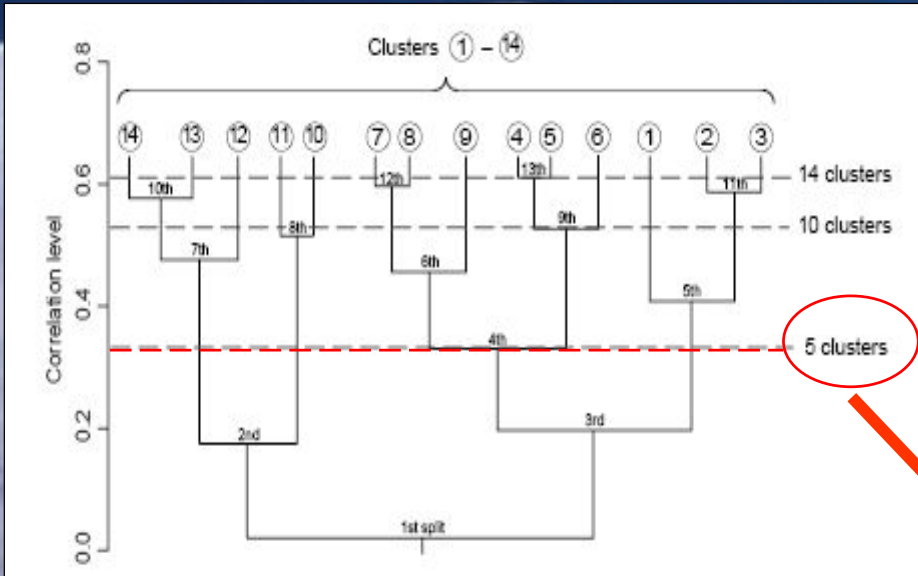 Clusters ① – ⑭
0.8
⑭ ⑬ ⑫ ⑪ ⑩ ⑦ ⑧ ⑨ ④ ⑤ ⑥ ① ② ③
12th 13th 14 clusters
0.6
10th 11th
10 clusters
8th 9th
7th
6th
Correlation level
0.4
5th
4th 5 clusters
0.2
2nd 3rd
1st split
0.0